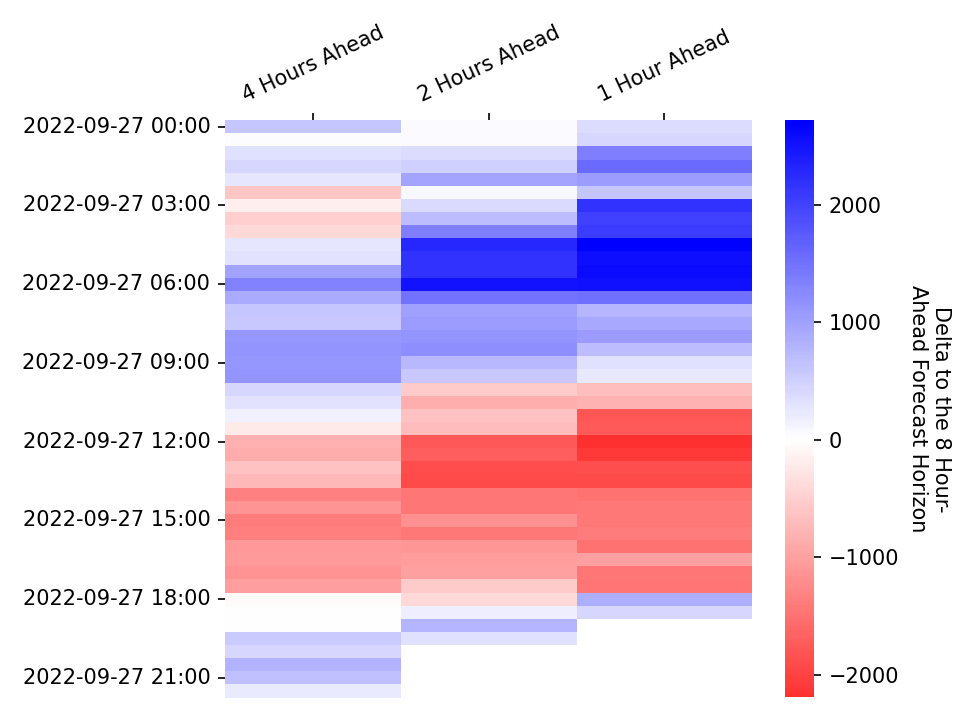 4 Hours Ahead
2 Hours Ahead
1 Hour Ahead
2022-09-27 00:00
2022-09-27 03:00
2022-09-27 06:00
2022-09-27 09:00
2022-09-27 12:00
2022-09-27 15:00
2022-09-27 18:00
2022-09-27 21:00
2000
1000
0
−1000
−2000
Delta to the 8 Hour-
Ahead Forecast Horizon